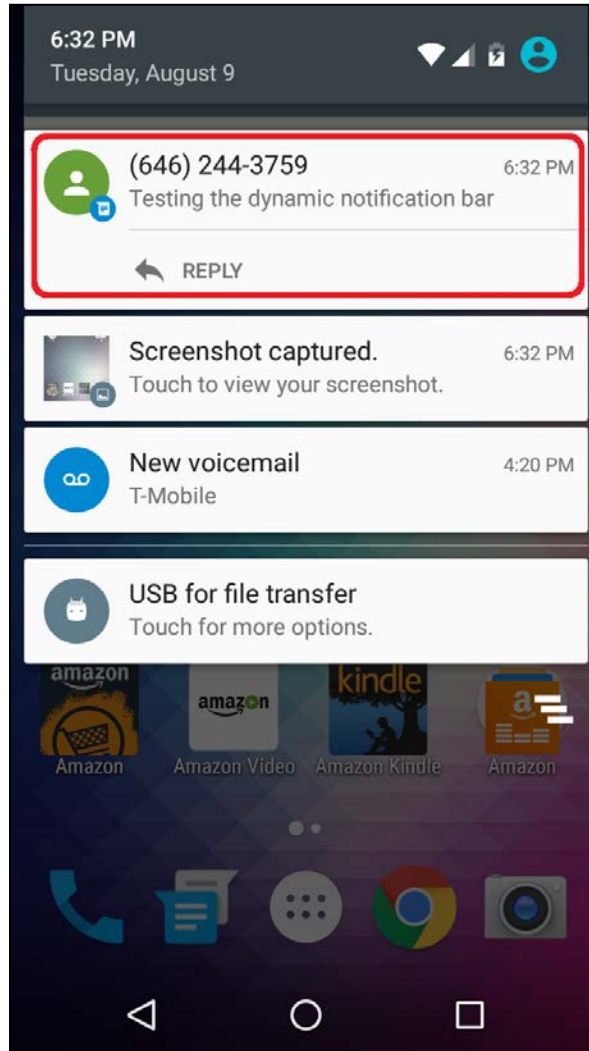 6:32 PM
Tuesday, August 9
(646) 244-3759 6:32 PM
Testing the dynamic notification bar
REPLY
Screenshot captured. 6:32 PM
Touch to view your screenshot.
New voicemail 4:20 PM
T-Mobile
USB for file transfer
Touch for more options.
amazon amazon kindle a
Amazon Amazon Video Amazon Kindle Amazon